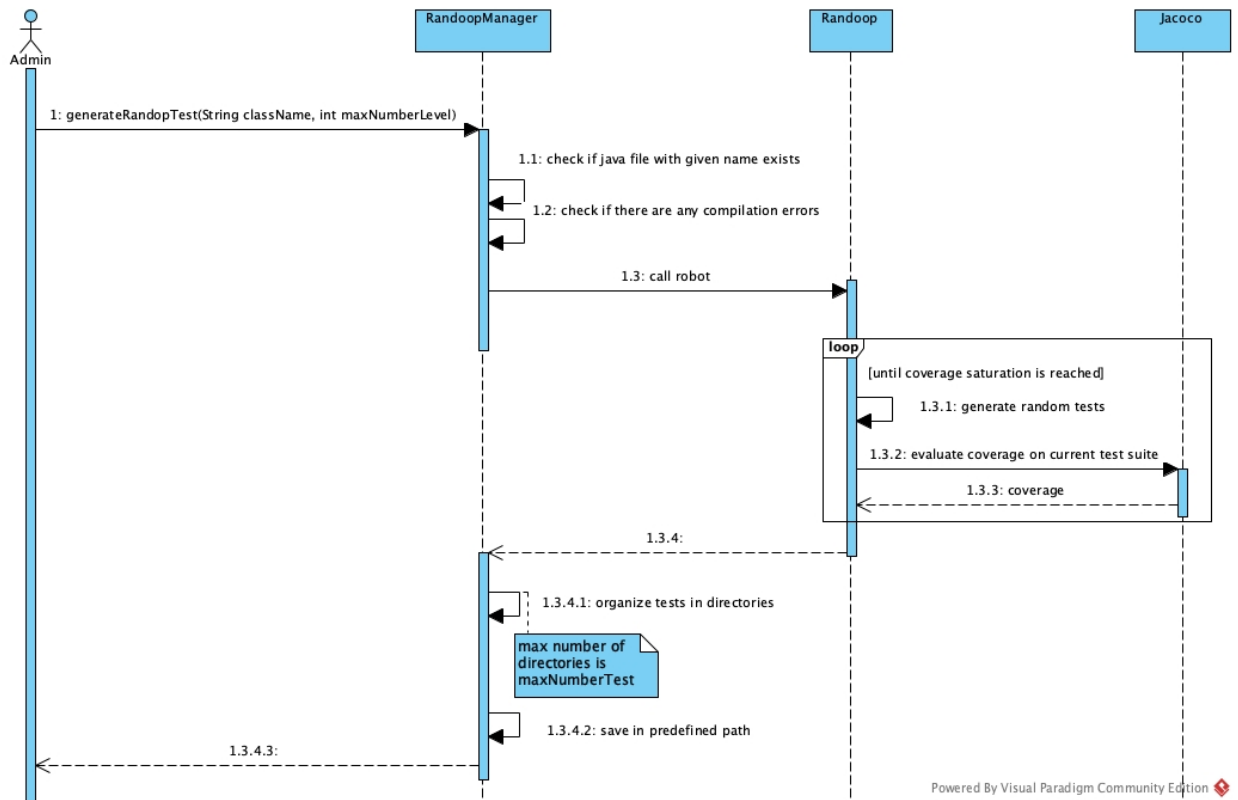 RandoopManager
Randoop
Jacoco
Admin
1: generateRandopTest(String className, int maxNumberLevel)
1.1: check if java file with given name exists
1.2: check if there are any compilation errors
1.3: call robot
loop
[until coverage saturation is reached]
1.3.1: generate random tests
1.3.2: evaluate coverage on current test suite
1.3.3: coverage
1.3.4:
1.3.4.1: organize tests in directories
max number of
directories is
maxNumberTest
1.3.4.2: save in predefined path
1.3.4.3:
Powered By Visual Paradigm Community Edition